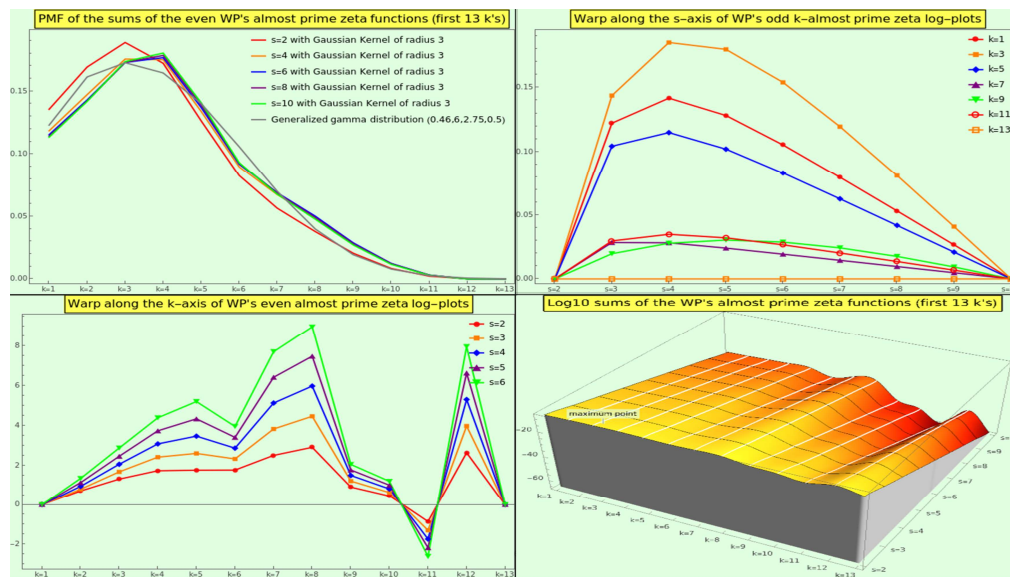 PMF of the sums of the even WP's almost prime zeta functions (first 13 k's)
s=2 with Gaussian Kernel of radius 3
s=4 with Gaussian Kernel of radius 3
s=6 with Gaussian Kernel of radius 3
s=8 with Gaussian Kernel of radius 3
s=10 with Gaussian Kernel of radius 3
Generalized gamma distribution (0.46,6,2.75,0.5)
0.15
0.10
0.05
0.00
k=1 k=2 k=3 k=4 k=5 k=6 k=7 k=8 k=9 k=10 k=11 k=12 k=13
Warp along the s-axis of WP's odd k-almost prime zeta log-plots
k=1
k=3
k=5
k=7
k=9
k=11
k=13
0.15
0.10
0.05
0.00
s=2 s=3 s=4 s=5 s=6 s=7 s=8 s=9 s=
Warp along the k-axis of WP's even almost prime zeta log-plots
s=2
s=3
s=4
s=5
s=6
8
6
4
2
0
-2
k=1 k=2 k=3 k=4 k=5 k=6 k=7 k=8 k=9 k=10 k=11 k=12 k=13
Log10 sums of the WP's almost prime zeta functions (first 13 k's)
maximum point
-20
-40
-60
k=1 k=2 k=3 k=4 k=5 k=6 k=7 k=8 k=9 k=10 k=11 k=12 k=13
s=2 s=3 s=4 s=5 s=6 s=7 s=8 s=9 s=